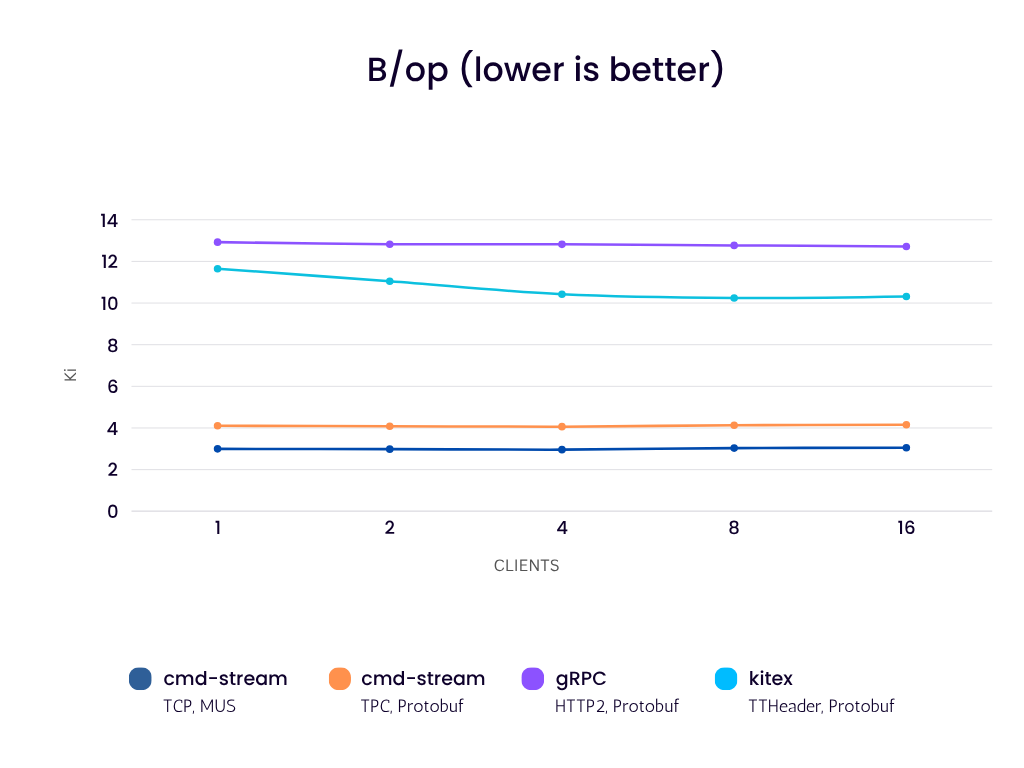 B/op (lower is better)
14
12
10
8
6
4
2
0
Ki
1 2 4 8 16
CLIENTS
cmd-stream cmd-stream gRPC kitex
TCP, MUS TPC, Protobuf HTTP2, Protobuf TTHeader, Protobuf